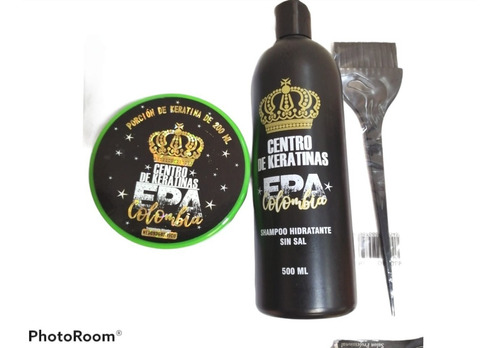 PORCIÓN DE KERATINA DE 200 ML
CENTRO
DE KERATINAS
EPA
Colombia
CENTRO
DE KERATINAS
EPA
Colombia
SHAMPOO HIDRATANTE
SIN SAL
500 ML
PhotoRoom®